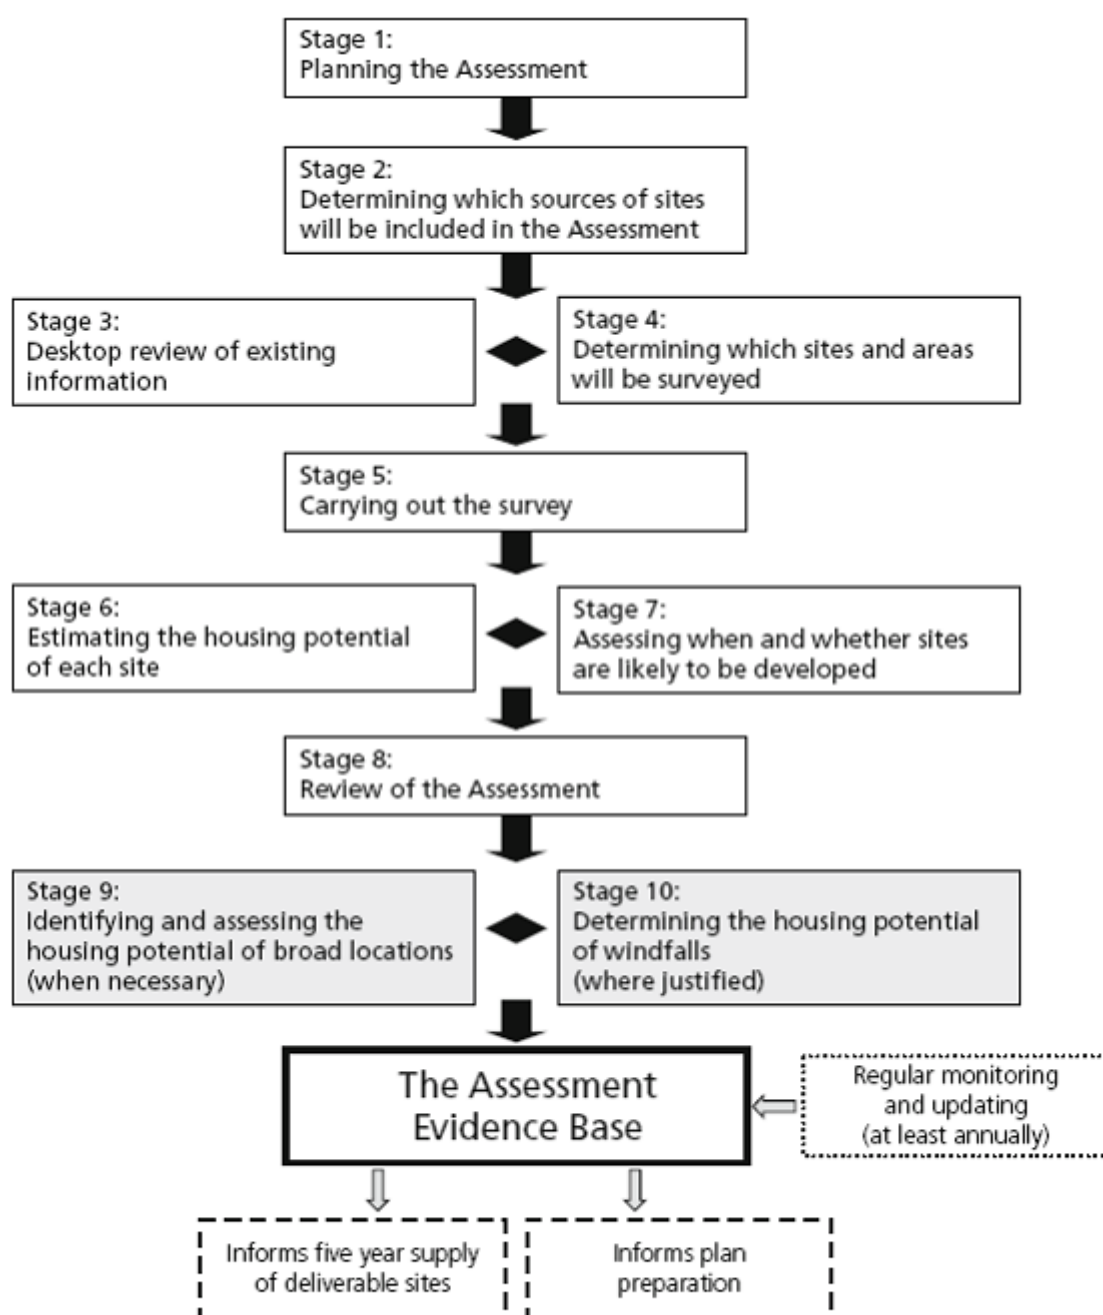 Stage 1:
Planning the Assessment
Stage 2:
Determining which sources of sites
will be included in the Assessment
Stage 3:
Desktop review of existing
information
Stage 4:
Determining which sites and areas
will be surveyed
Stage 5:
Carrying out the survey
Stage 6:
Estimating the housing potential
of each site
Stage 7:
Assessing when and whether sites
are likely to be developed
Stage 8:
Review of the Assessment
Stage 9:
Identifying and assessing the
housing potential of broad locations
(when necessary)
Stage 10:
Determining the housing potential
of windfalls
(where justified)
The Assessment
Evidence Base
Regular monitoring
and updating
(at least annually)
Informs five year supply
of deliverable sites
Informs plan
preparation